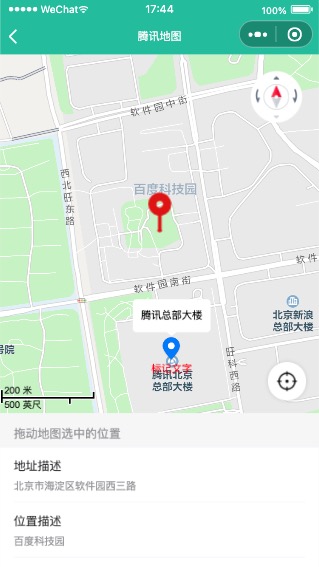 WeChat
17:44
100%
腾讯地图
软件园中街
西北旺东路
百度科技园
软件园南街
软件
腾讯总部大楼
北京新浪
总部大楼
号院
标记文字
腾讯北京
总部大楼
旺科西路
200 米
500 英尺
拖动地图选中的位置
地址描述
北京市海淀区软件园西三路
位置描述
百度科技园